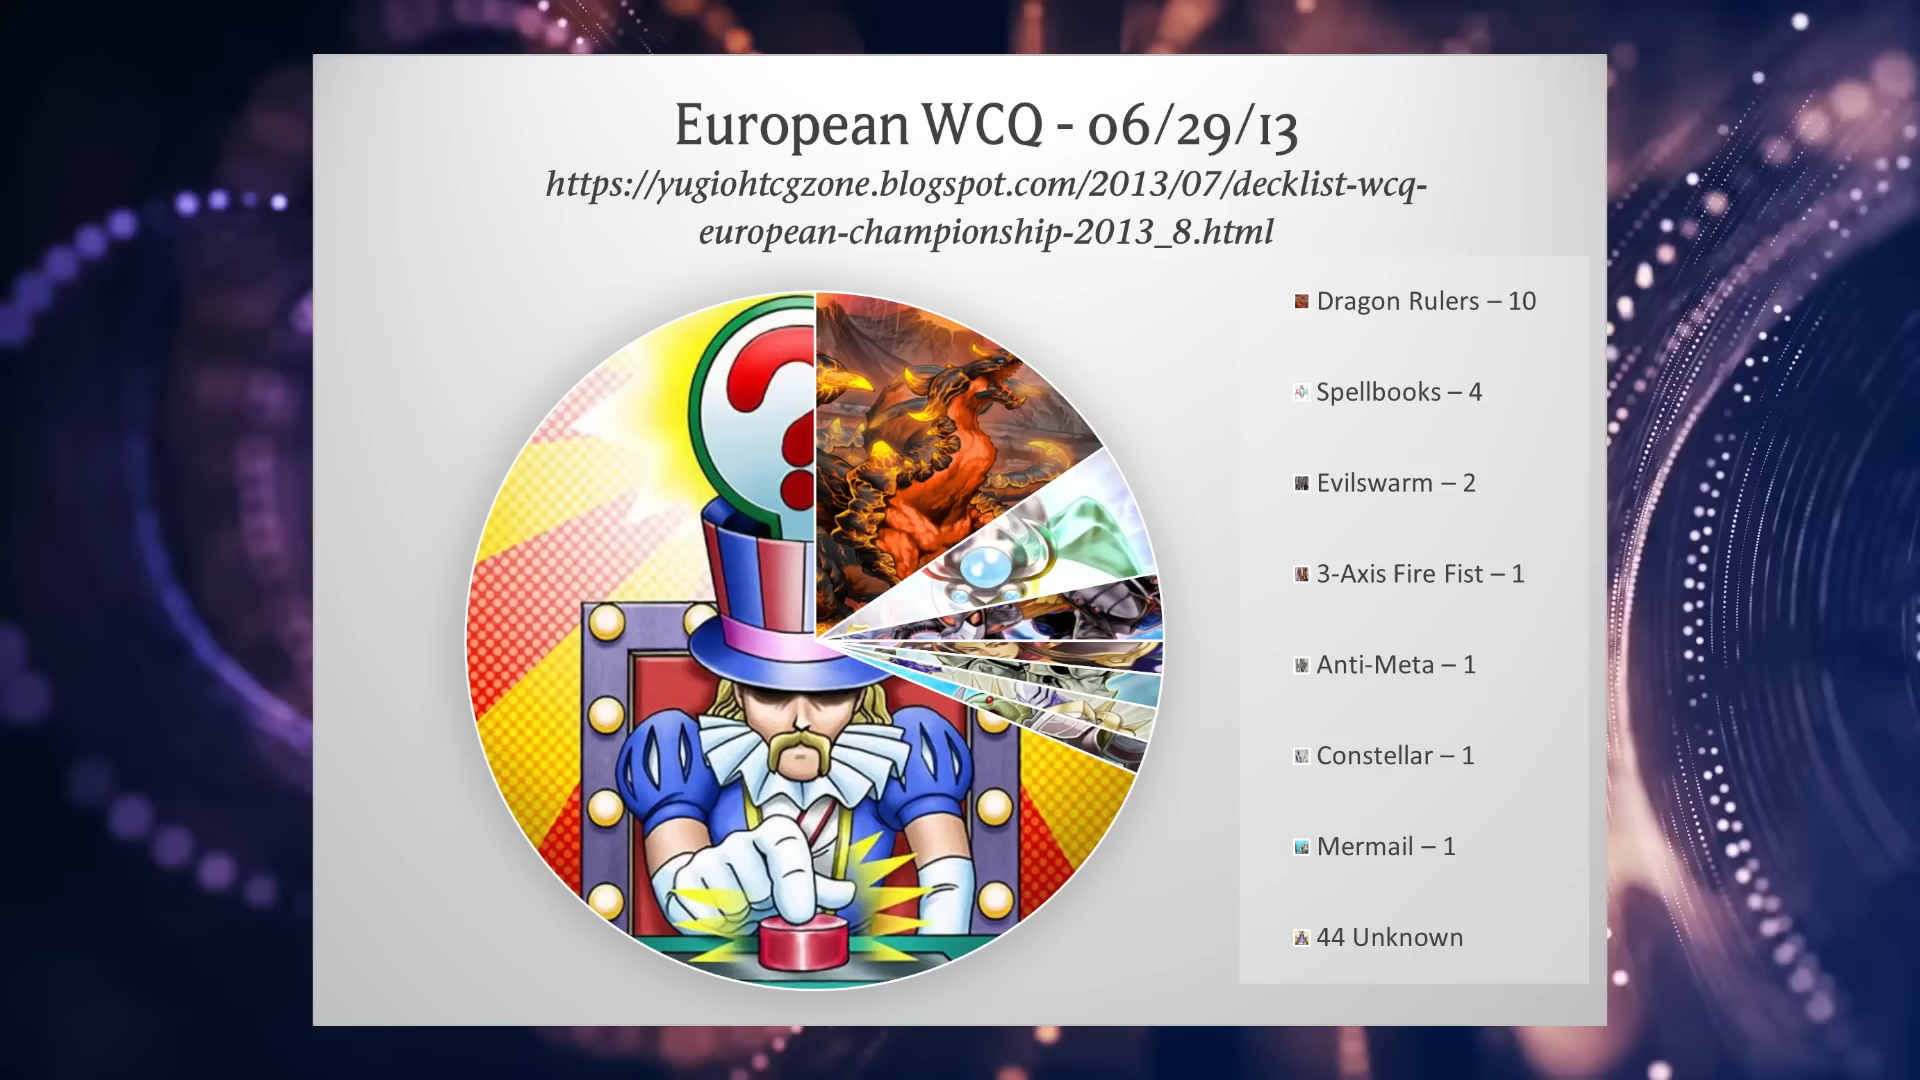 European WCQ - 06/29/13
https://yugiohtcgzone.blogspot.com/2013/07/decklist-wcq-
european-championship-2013_8.html
Dragon Rulers – 10
Spellbooks – 4
Evilswarm – 2
3-Axis Fire Fist – 1
Anti-Meta – 1
Constellar – 1
Mermail – 1
44 Unknown